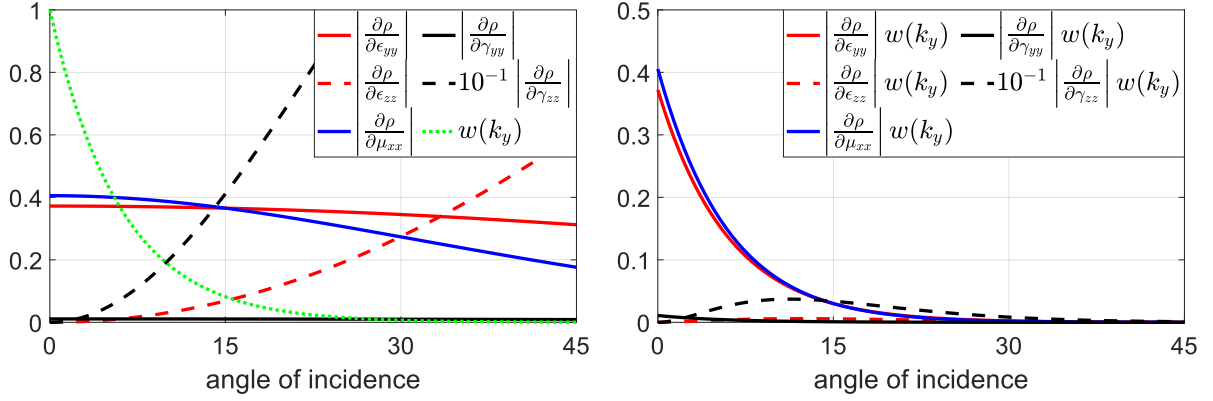 1
0.8
0.6
0.4
0.2
0
0 15 30 45
angle of incidence
|∂ρ/∂ϵ_yy| |∂ρ/∂γ_yy|
|∂ρ/∂ϵ_zz| 10⁻¹ |∂ρ/∂γ_zz|
|∂ρ/∂μ_xx| w(k_y)
0.5
0.4
0.3
0.2
0.1
0
0 15 30 45
angle of incidence
|∂ρ/∂ϵ_yy| w(k_y) |∂ρ/∂γ_yy| w(k_y)
|∂ρ/∂ϵ_zz| w(k_y) 10⁻¹ |∂ρ/∂γ_zz| w(k_y)
|∂ρ/∂μ_xx| w(k_y)